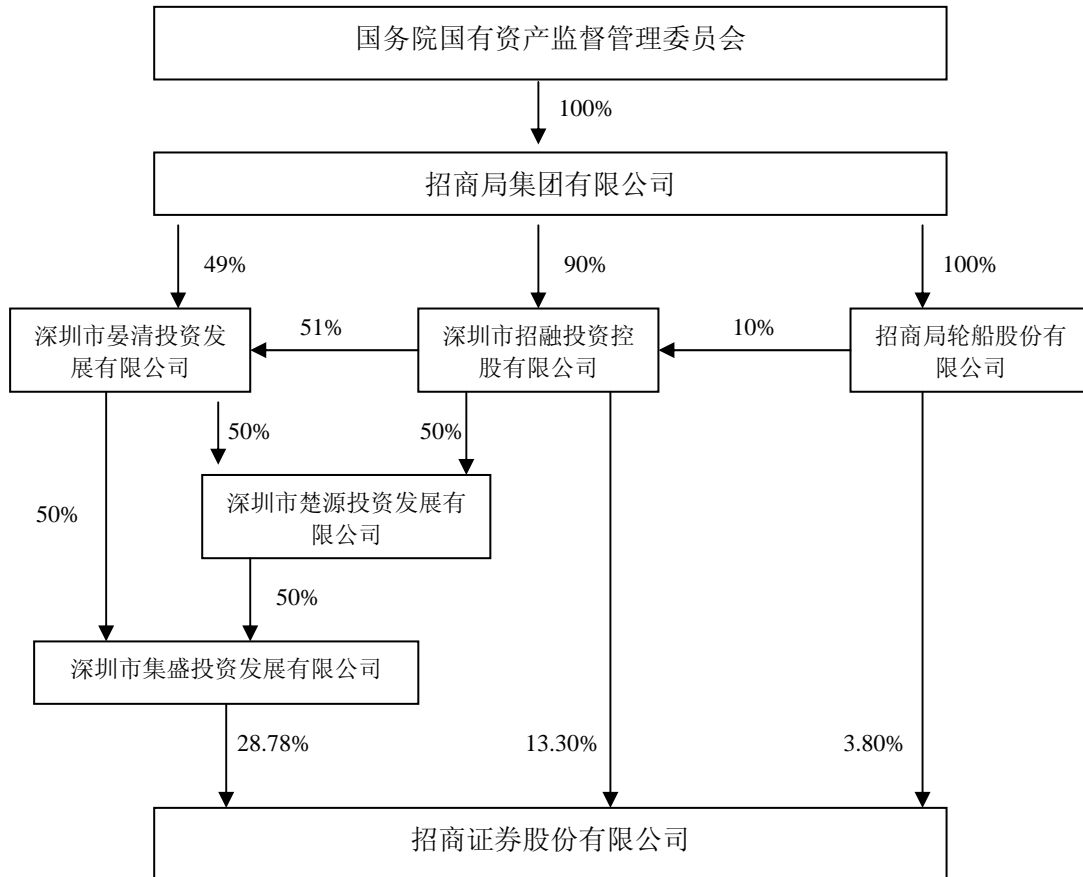 国务院国有资产监督管理委员会
100%
招商局集团有限公司
49%
90%
100%
深圳市晏清投资发
展有限公司
51%
深圳市招融投资控
股有限公司
10%
招商局轮船股份有
限公司
50%
50%
50%
深圳市楚源投资发展有
限公司
50%
深圳市集盛投资发展有限公司
28.78%
13.30%
3.80%
招商证券股份有限公司